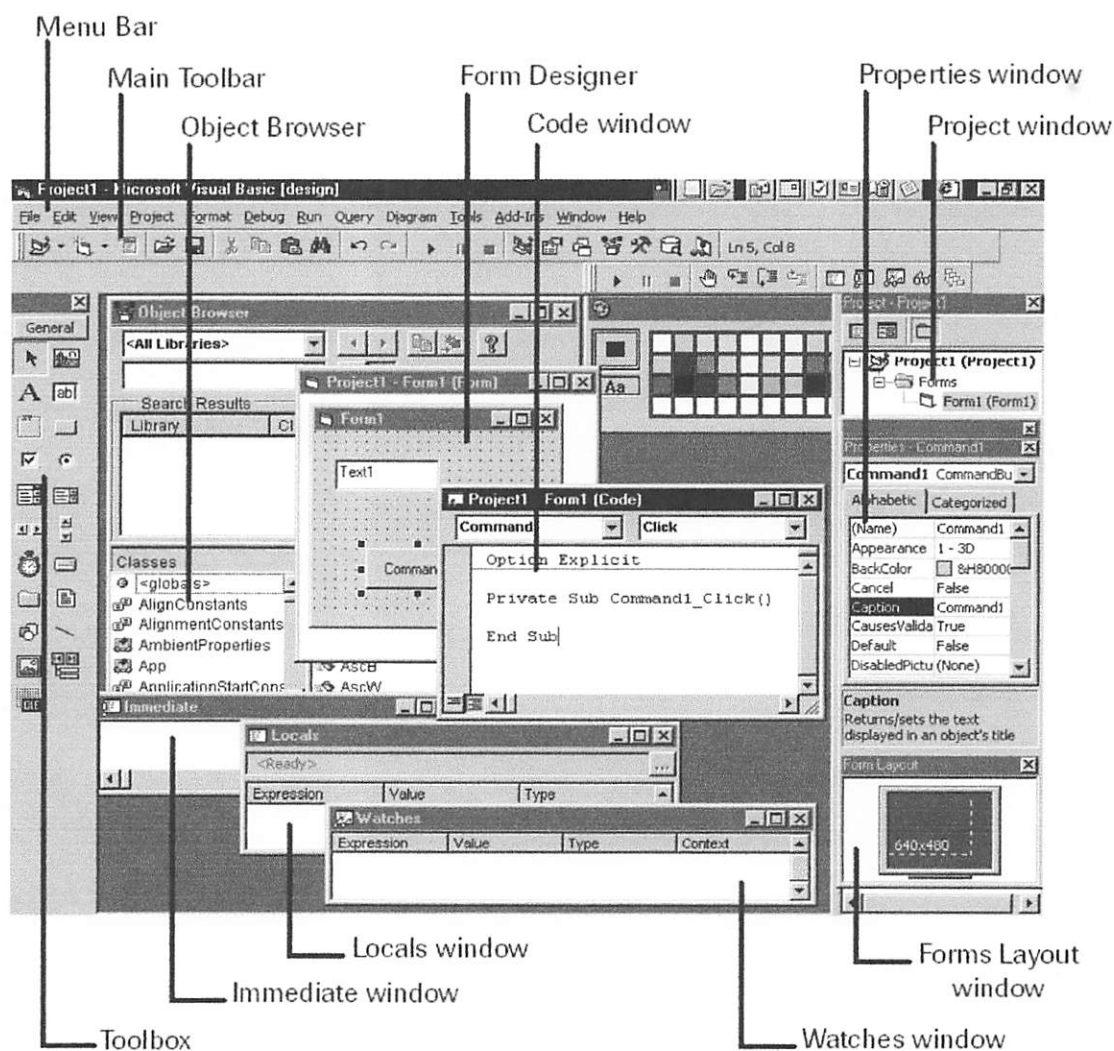 Menu Bar
Main Toolbar
Object Browser
Form Designer
Code window
Properties window
Project window
Project1 - Microsoft Visual Basic [design]
File Edit View Project Format Debug Run Query Diagram Tools Add-Ins Window Help
Ln 5, Col 8
General
A
ab
Object Browser
<All Libraries>
Search Results
Library
Classes
<globals>
AlignConstants
AlignmentConstants
AmbientProperties
App
AscB
AscW
Project1 - Form1 (Form)
Form1
Text1
Aa
Project1 - Form1 (Code)
Command
Click
Option Explicit
Private Sub Command1_Click()
End Sub
Project - Project1
Project1 (Project1)
Forms
Form1 (Form1)
Properties - Command1
Command1 CommandBu
Alphabetic Categorized
(Name) Command1
Appearance 1 - 3D
BackColor &H80000
Cancel False
Caption Command1
CausesValida True
Default False
DisabledPictu (None)
Caption
Returns/sets the text
displayed in an object's title
Form Layout
640x480
Immediate
Locals
<Ready>
...
Expression Value Type
Watches
Expression Value Type Context
OLE
Locals window
Immediate window
Toolbox
Forms Layout
window
Watches window